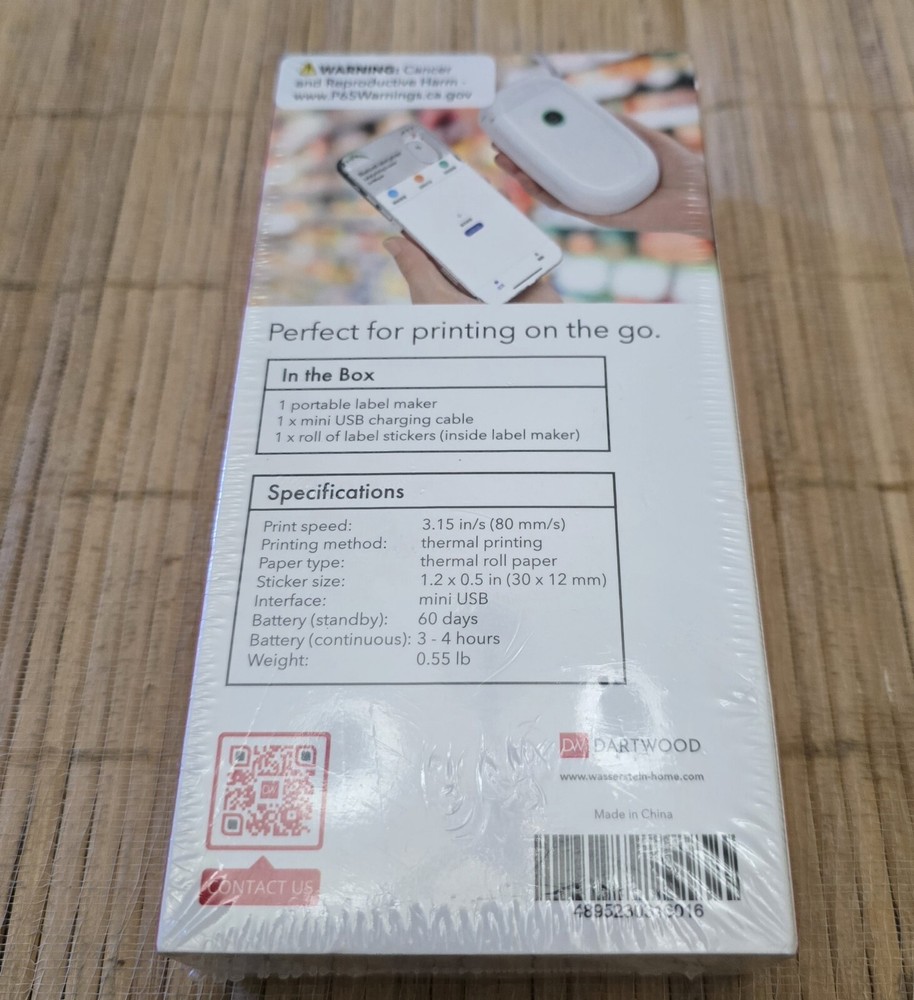 WARNING: Cancer
and Reproductive Harm -
www.P65Warnings.ca.gov
Perfect for printing on the go.
In the Box
1 portable label maker
1 x mini USB charging cable
1 x roll of label stickers (inside label maker)
Specifications
Print speed: 3.15 in/s (80 mm/s)
Printing method: thermal printing
Paper type: thermal roll paper
Sticker size: 1.2 x 0.5 in (30 x 12 mm)
Interface: mini USB
Battery (standby): 60 days
Battery (continuous): 3 - 4 hours
Weight: 0.55 lb
DW DARTWOOD
www.wasserstein-home.com
Made in China
CONTACT US